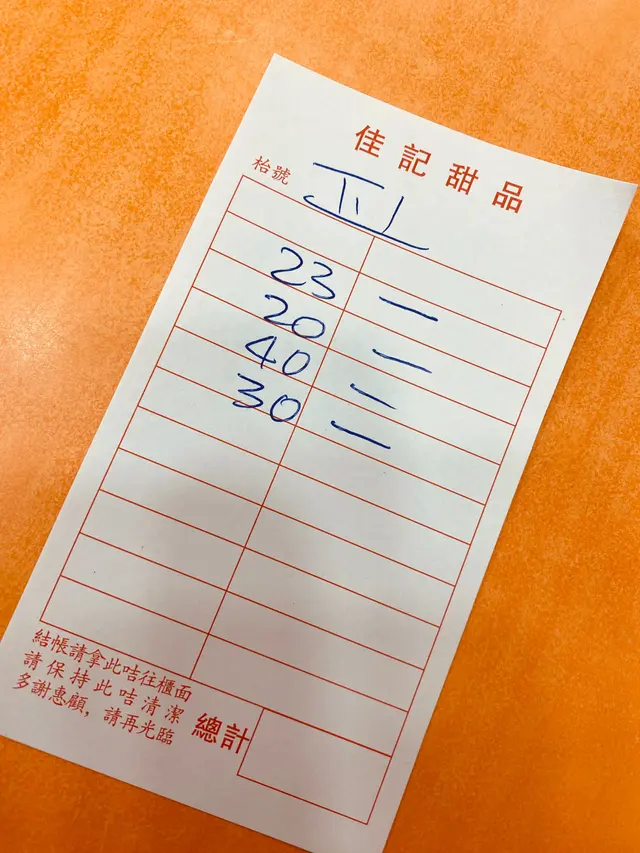 佳記甜品
枱號
23 一
20 一
40 一
30 一
結帳請拿此咭往櫃面
請保持此咭清潔
多謝惠顧，請再光臨
總計